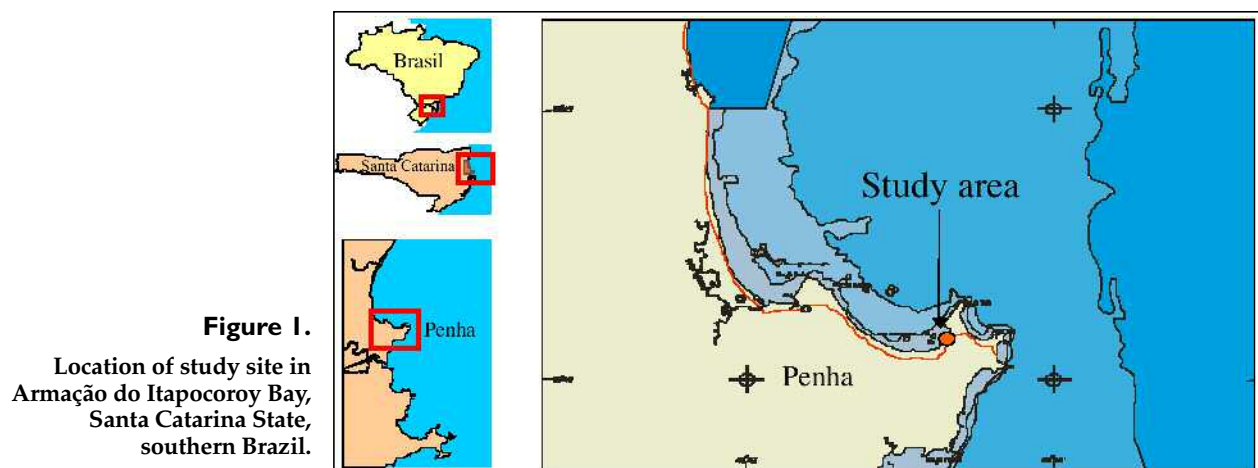 Brasil
Santa Catarina
Penha
Study area
Penha
Figure 1.
Location of study site in
Armação do Itapocoroy Bay,
Santa Catarina State,
southern Brazil.